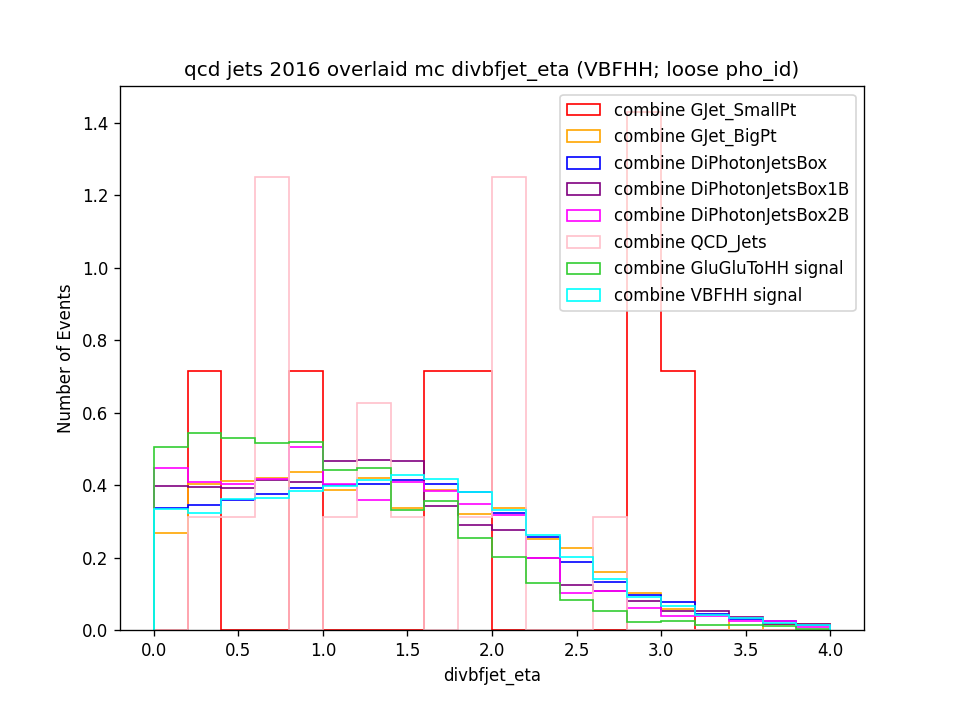 qcd jets 2016 overlaid mc divbfjet_eta (VBFHH; loose pho_id)
combine GJet_SmallPt
combine GJet_BigPt
combine DiPhotonJetsBox
combine DiPhotonJetsBox1B
combine DiPhotonJetsBox2B
combine QCD_Jets
combine GluGluToHH signal
combine VBFHH signal
Number of Events
1.4
1.2
1.0
0.8
0.6
0.4
0.2
0.0
0.0 0.5 1.0 1.5 2.0 2.5 3.0 3.5 4.0
divbfjet_eta